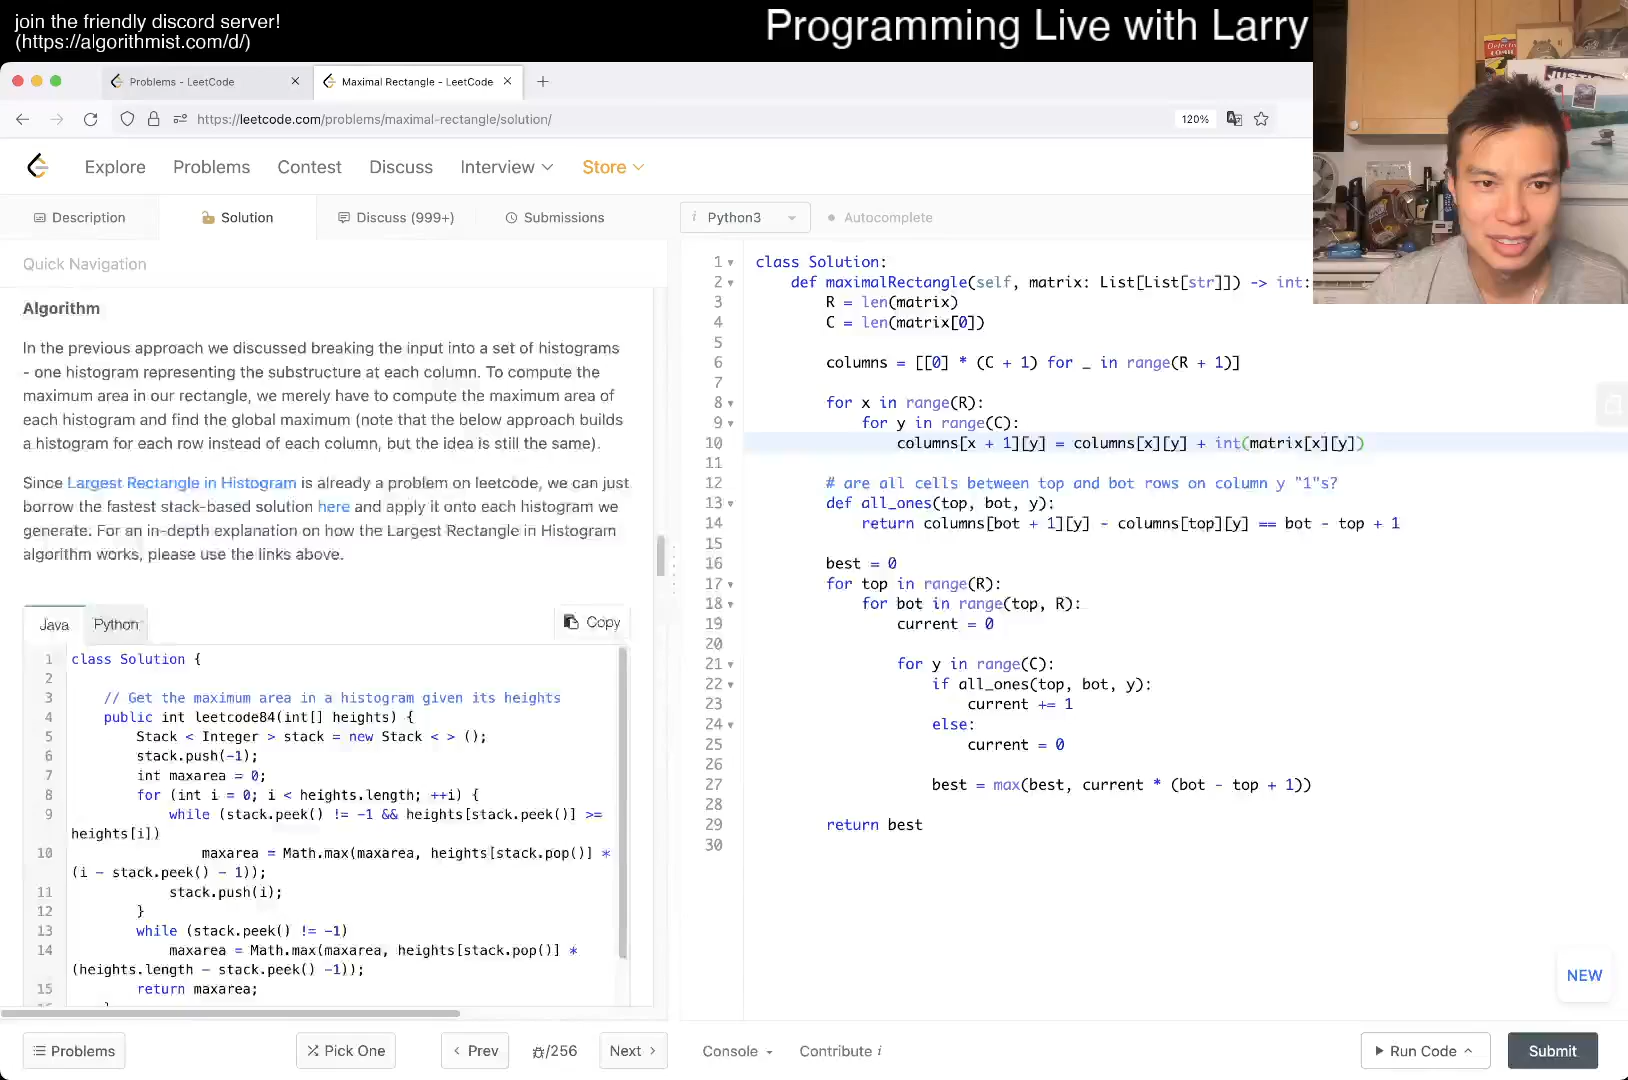 join the friendly discord server!
(https://algorithmist.com/d/)
Programming Live with Larry
Problems - LeetCode
Maximal Rectangle - LeetCode
https://leetcode.com/problems/maximal-rectangle/solution/
120%
Explore
Problems
Contest
Discuss
Interview
Store
Description
Solution
Discuss (999+)
Submissions
Quick Navigation
Algorithm
In the previous approach we discussed breaking the input into a set of histograms
- one histogram representing the substructure at each column. To compute the
maximum area in our rectangle, we merely have to compute the maximum area of
each histogram and find the global maximum (note that the below approach builds
a histogram for each row instead of each column, but the idea is still the same).
Since Largest Rectangle in Histogram is already a problem on leetcode, we can just
borrow the fastest stack-based solution here and apply it onto each histogram we
generate. For an in-depth explanation on how the Largest Rectangle in Histogram
algorithm works, please use the links above.
Java
Python
Copy
1 class Solution {
2
3 // Get the maximum area in a histogram given its heights
4 public int leetcode84(int[] heights) {
5 Stack < Integer > stack = new Stack < > ();
6 stack.push(-1);
7 int maxarea = 0;
8 for (int i = 0; i < heights.length; ++i) {
9 while (stack.peek() != -1 && heights[stack.peek()] >=
heights[i])
10 maxarea = Math.max(maxarea, heights[stack.pop()] *
(i - stack.peek() - 1));
11 stack.push(i);
12 }
13 while (stack.peek() != -1)
14 maxarea = Math.max(maxarea, heights[stack.pop()] *
(heights.length - stack.peek() -1));
15 return maxarea;
Problems
Pick One
Prev
/256
Next
i Python3
Autocomplete
1 class Solution:
2 def maximalRectangle(self, matrix: List[List[str]]) -> int:
3 R = len(matrix)
4 C = len(matrix[0])
5
6 columns = [[0] * (C + 1) for _ in range(R + 1)]
7
8 for x in range(R):
9 for y in range(C):
10 columns[x + 1][y] = columns[x][y] + int(matrix[x][y])
11
12 # are all cells between top and bot rows on column y "1"s?
13 def all_ones(top, bot, y):
14 return columns[bot + 1][y] - columns[top][y] == bot - top + 1
15
16 best = 0
17 for top in range(R):
18 for bot in range(top, R):
19 current = 0
20
21 for y in range(C):
22 if all_ones(top, bot, y):
23 current += 1
24 else:
25 current = 0
26
27 best = max(best, current * (bot - top + 1))
28
29 return best
30
NEW
Console
Contribute i
Run Code
Submit